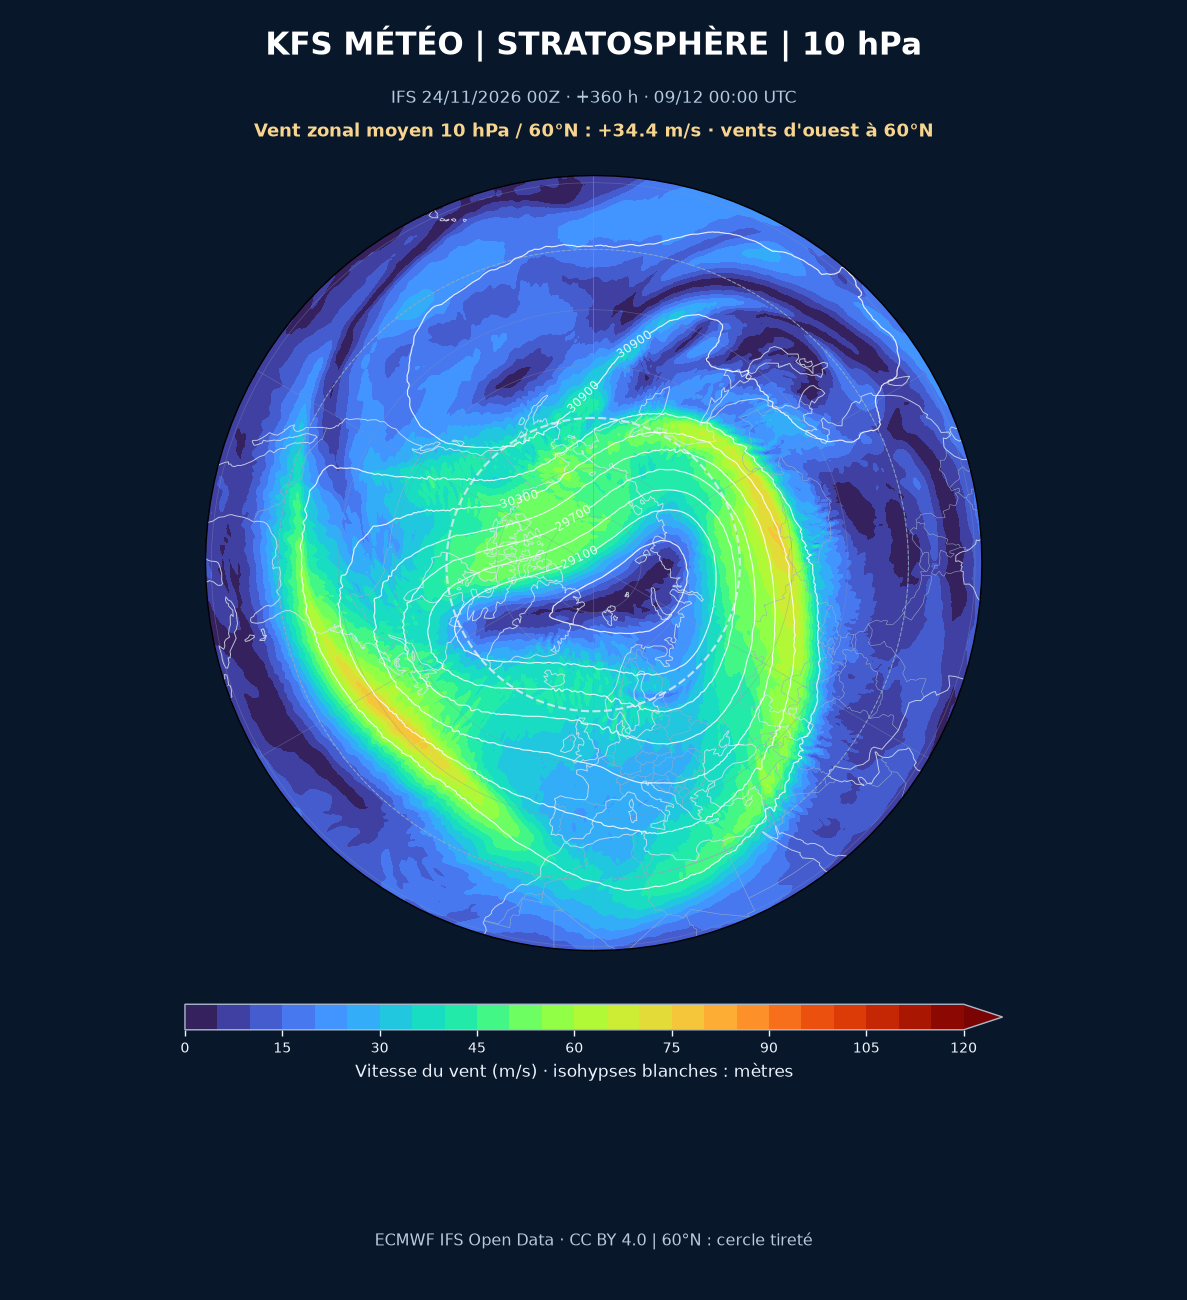 KFS MÉTÉO | STRATOSPHÈRE | 10 hPa
IFS 24/11/2026 00Z · +360 h · 09/12 00:00 UTC
Vent zonal moyen 10 hPa / 60°N : +34.4 m/s · vents d'ouest à 60°N
30900
30900
30300
29700
29100
0 15 30 45 60 75 90 105 120
Vitesse du vent (m/s) · isohypses blanches : mètres
ECMWF IFS Open Data · CC BY 4.0 | 60°N : cercle tireté